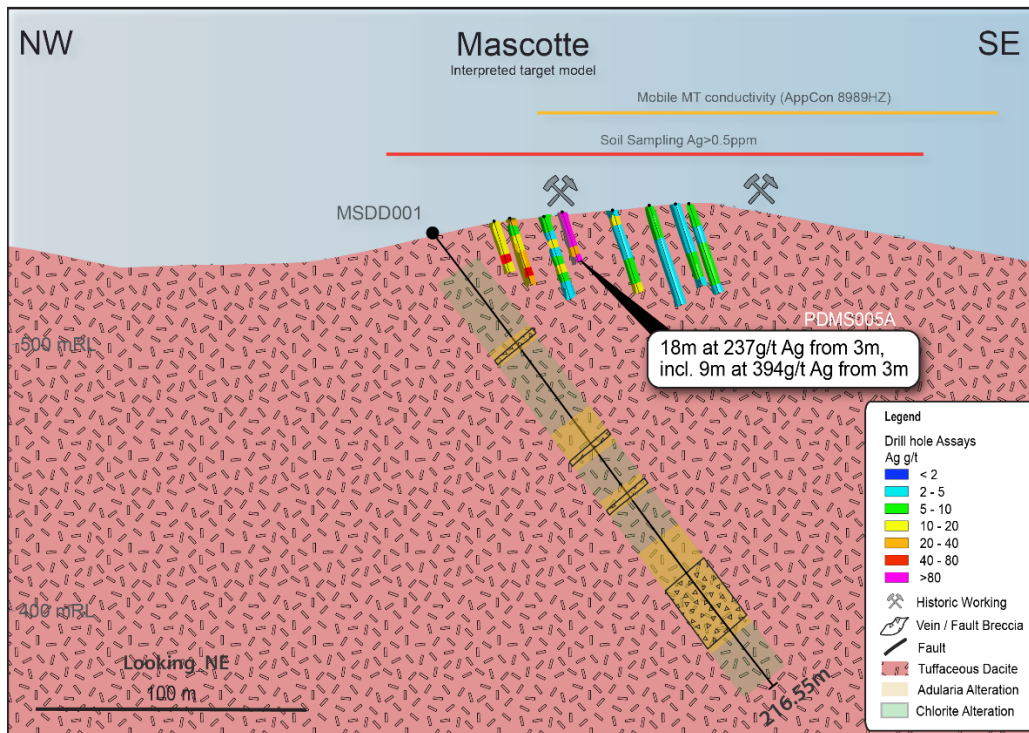 NW
Mascotte
SE
Interpreted target model
Mobile MT conductivity (AppCon 8989HZ)
Soil Sampling Ag>0.5ppm
MSDD001
PDMS005A
500 mRL
18m at 237g/t Ag from 3m,
incl. 9m at 394g/t Ag from 3m
400 mRL
Looking NE
100 m
216.55m
Legend
Drill hole Assays
Ag g/t
< 2
2 - 5
5 - 10
10 - 20
20 - 40
40 - 80
>80
Historic Working
Vein / Fault Breccia
Fault
Tuffaceous Dacite
Adularia Alteration
Chlorite Alteration